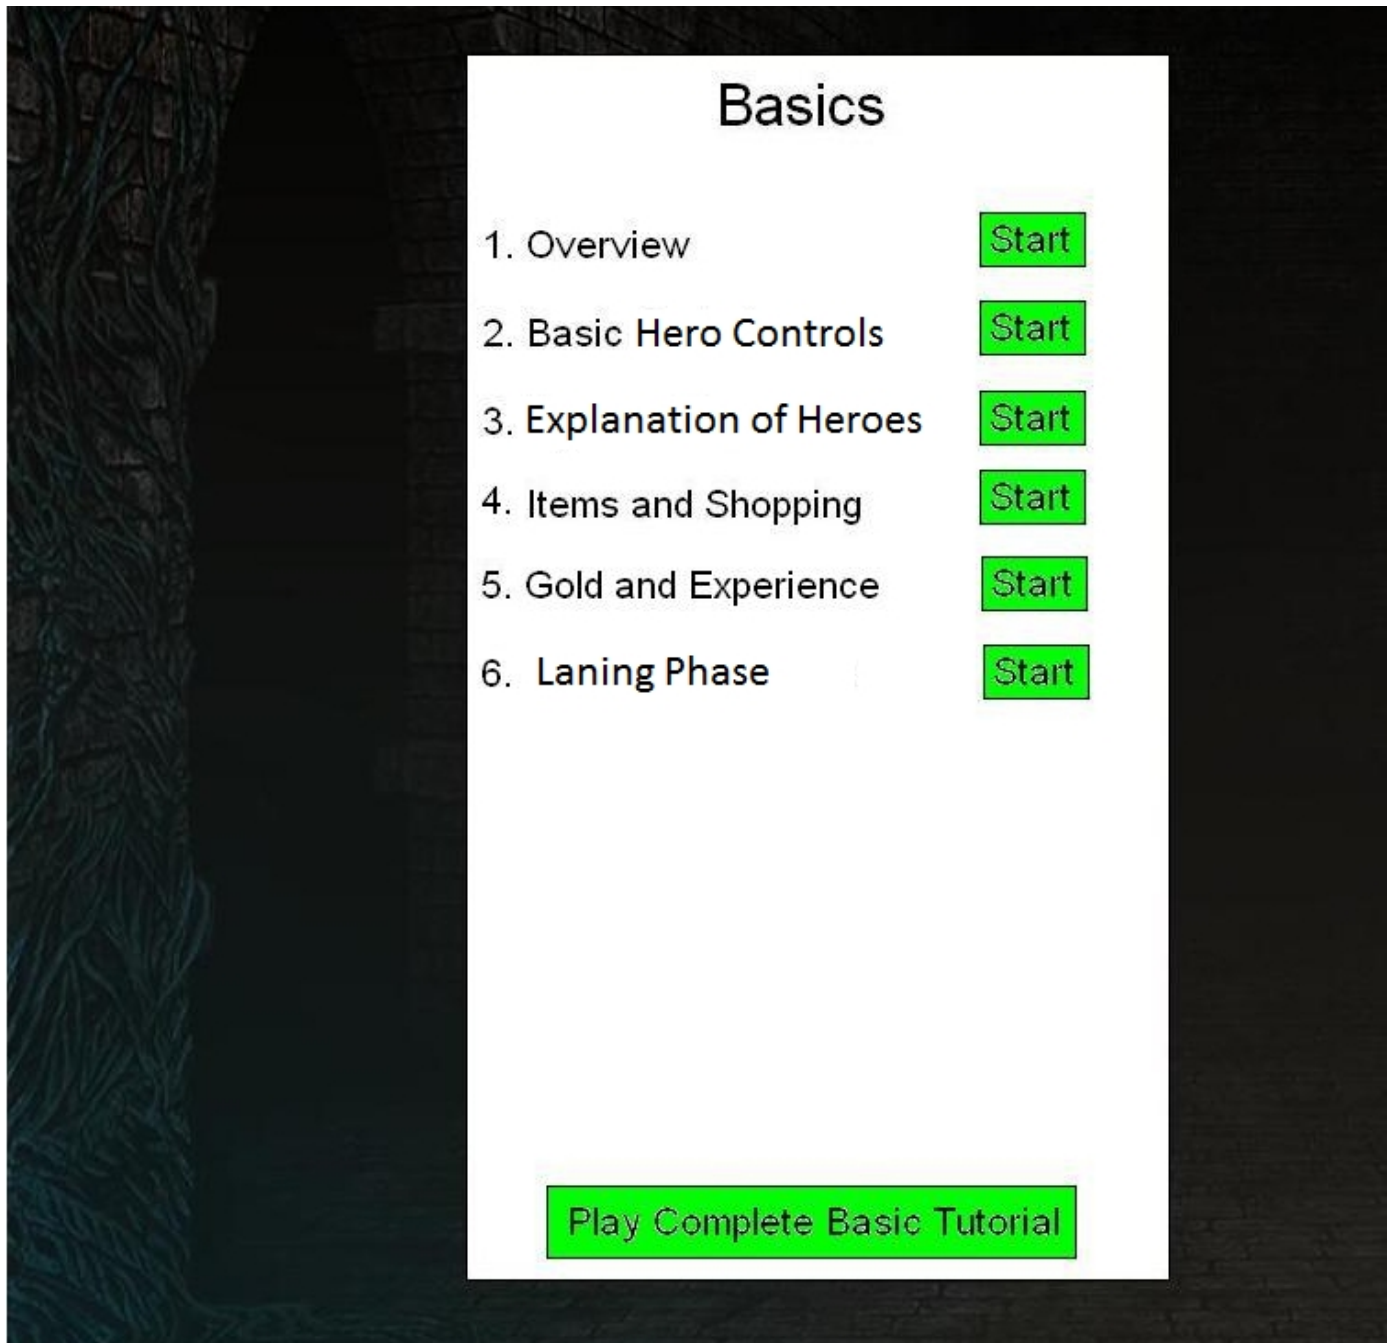 Basics
1. Overview Start
2. Basic Hero Controls Start
3. Explanation of Heroes Start
4. Items and Shopping Start
5. Gold and Experience Start
6. Laning Phase Start
Play Complete Basic Tutorial